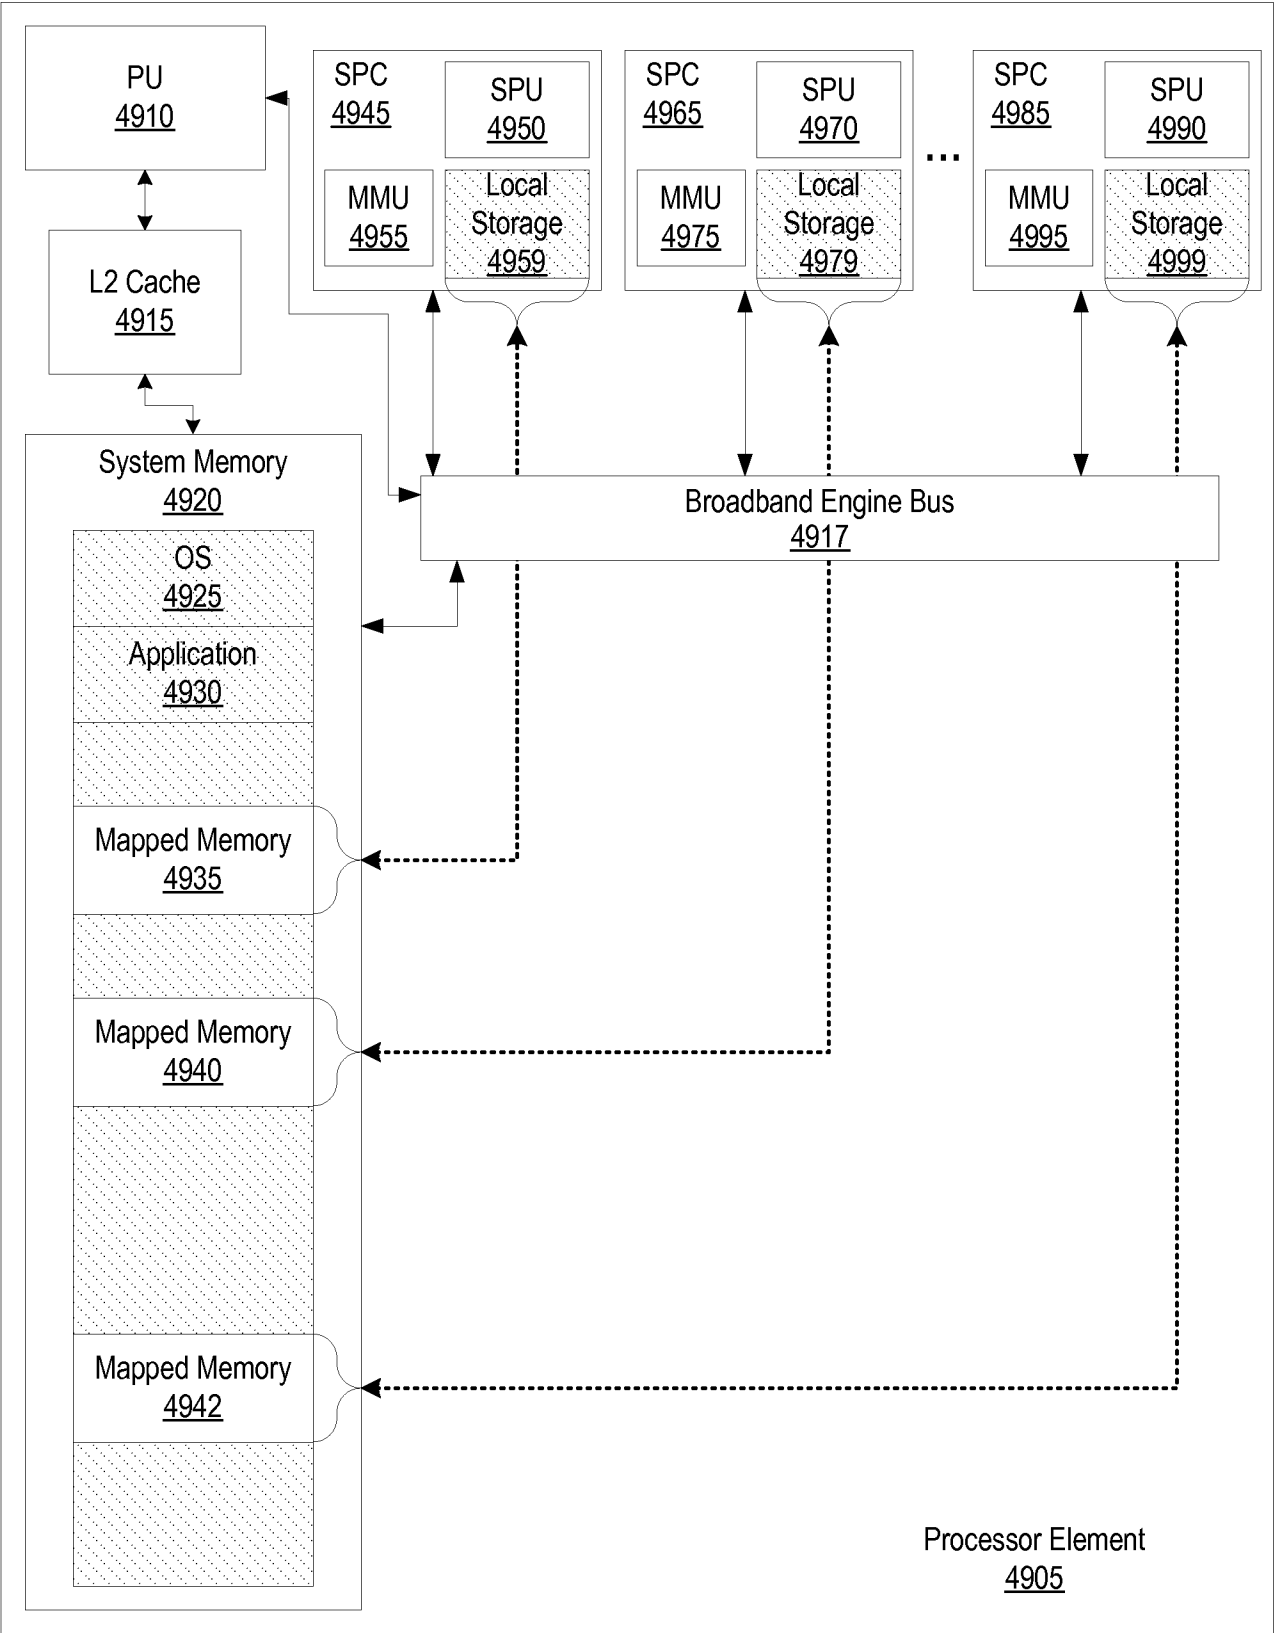 PU
4910
SPC
4945
SPU
4950
MMU
4955
Local
Storage
4959
SPC
4965
SPU
4970
MMU
4975
Local
Storage
4979
...
SPC
4985
SPU
4990
MMU
4995
Local
Storage
4999
L2 Cache
4915
System Memory
4920
Broadband Engine Bus
4917
OS
4925
Application
4930
Mapped Memory
4935
Mapped Memory
4940
Mapped Memory
4942
Processor Element
4905